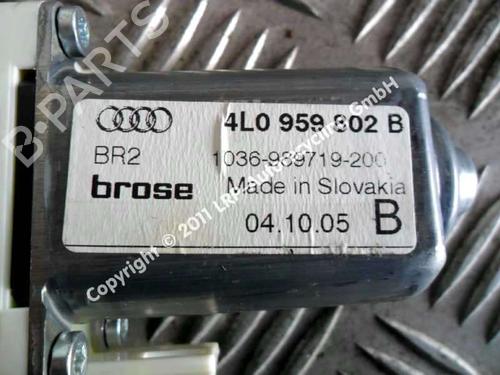 B-PARTS
4L0 959 802 B
BR2 1036-989719-200
brose Made in Slovakia
04.10.05 B
Copyright © 2011 LRP Autorecycling GmbH